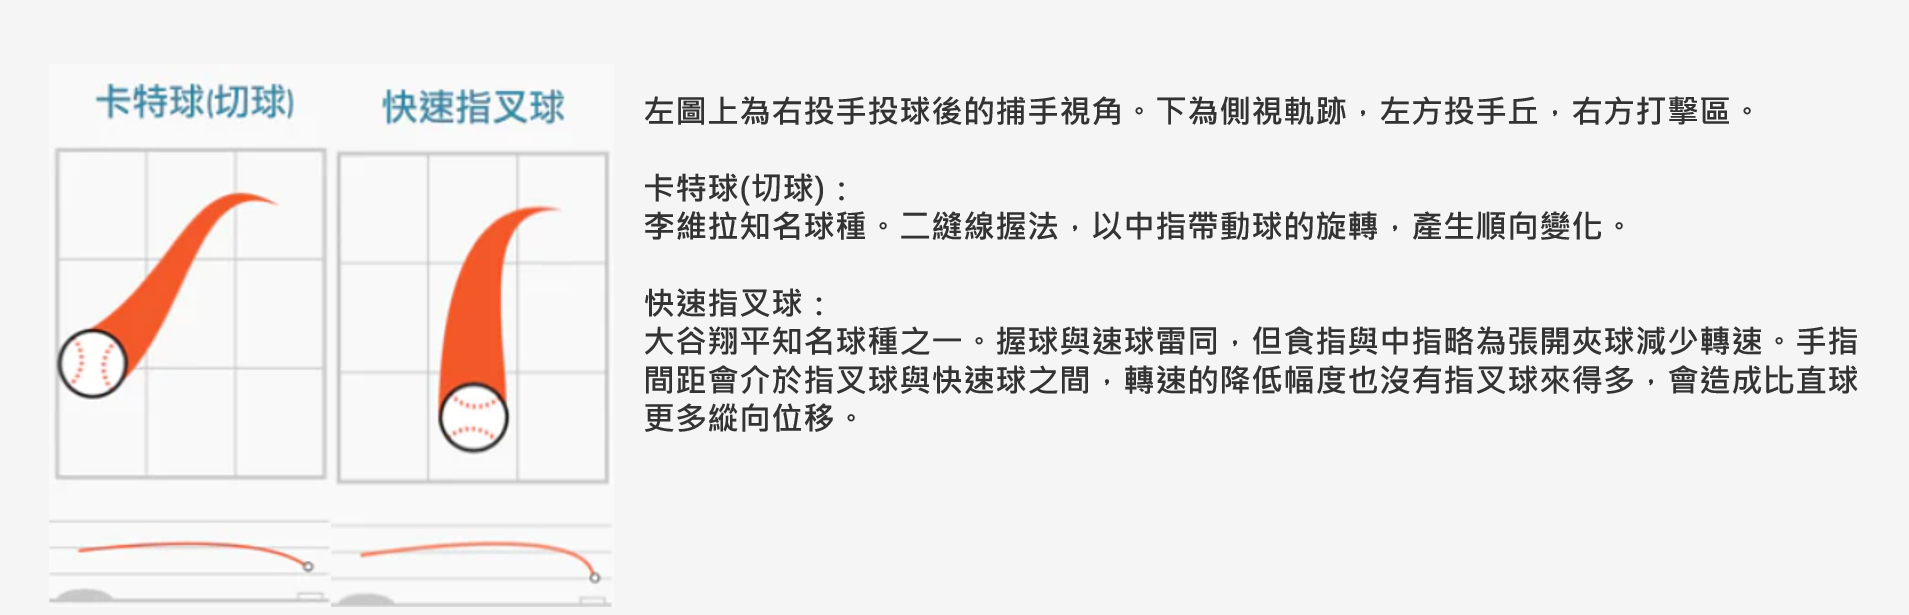 卡特球(切球)
快速指叉球
左圖上為右投手投球後的捕手視角。下為側視軌跡，左方投手丘，右方打擊區。
卡特球(切球)：
李維拉知名球種。二縫線握法，以中指帶動球的旋轉，產生順向變化。
快速指叉球：
大谷翔平知名球種之一。握球與速球雷同，但食指與中指略為張開夾球減少轉速。手指
間距會介於指叉球與快速球之間，轉速的降低幅度也沒有指叉球來得多，會造成比直球
更多縱向位移。